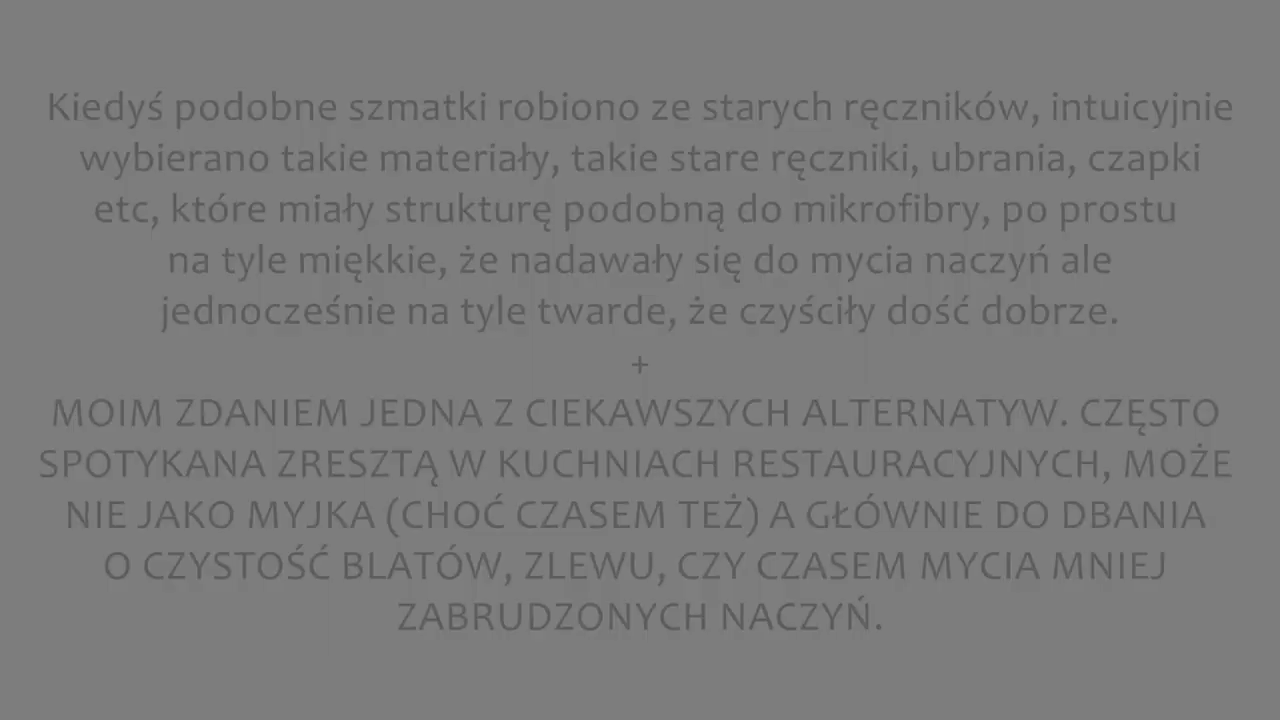 Kiedyś podobne szmatki robiono ze starych ręczników, intuicyjnie
wybierano takie materiały, takie stare ręczniki, ubrania, czapki
etc, które miały strukturę podobną do mikrofibry, po prostu
na tyle miękkie, że nadawały się do mycia naczyń ale
jednocześnie na tyle twarde, że czyściły dość dobrze.
+
MOIM ZDANIEM JEDNA Z CIEKAWSZYCH ALTERNATYW. CZĘSTO
SPOTYKANA ZRESZTĄ W KUCHNIACH RESTAURACYJNYCH, MOŻE
NIE JAKO MYJKA (CHOĆ CZASEM TEŻ) A GŁÓWNIE DO DBANIA
O CZYSTOŚĆ BLATÓW, ZLEWU, CZY CZASEM MYCIA MNIEJ
ZABRUDZONYCH NACZYŃ.